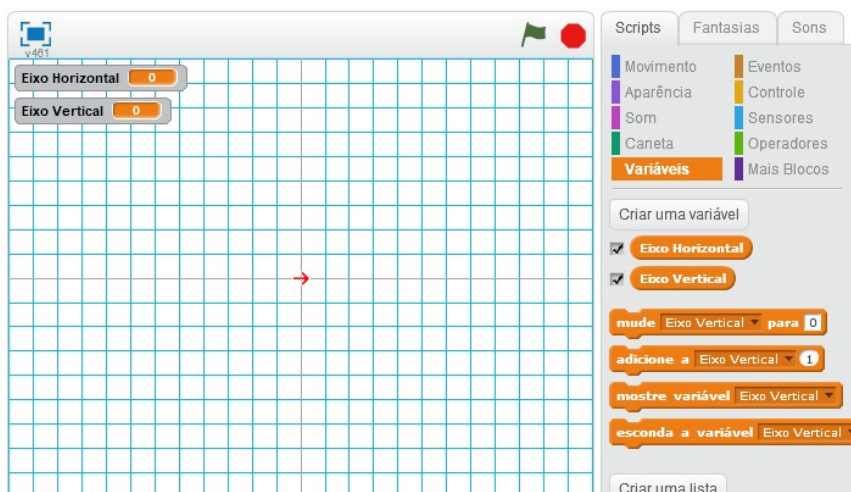 v461
Eixo Horizontal 0
Eixo Vertical 0
Scripts Fantasias Sons
Movimento Eventos
Aparência Controle
Som Sensores
Caneta Operadores
Variáveis Mais Blocos
Criar uma variável
Eixo Horizontal
Eixo Vertical
mude Eixo Vertical para 0
adicione a Eixo Vertical 1
mostre variável Eixo Vertical
esconda a variável Eixo Vertical
Criar uma lista